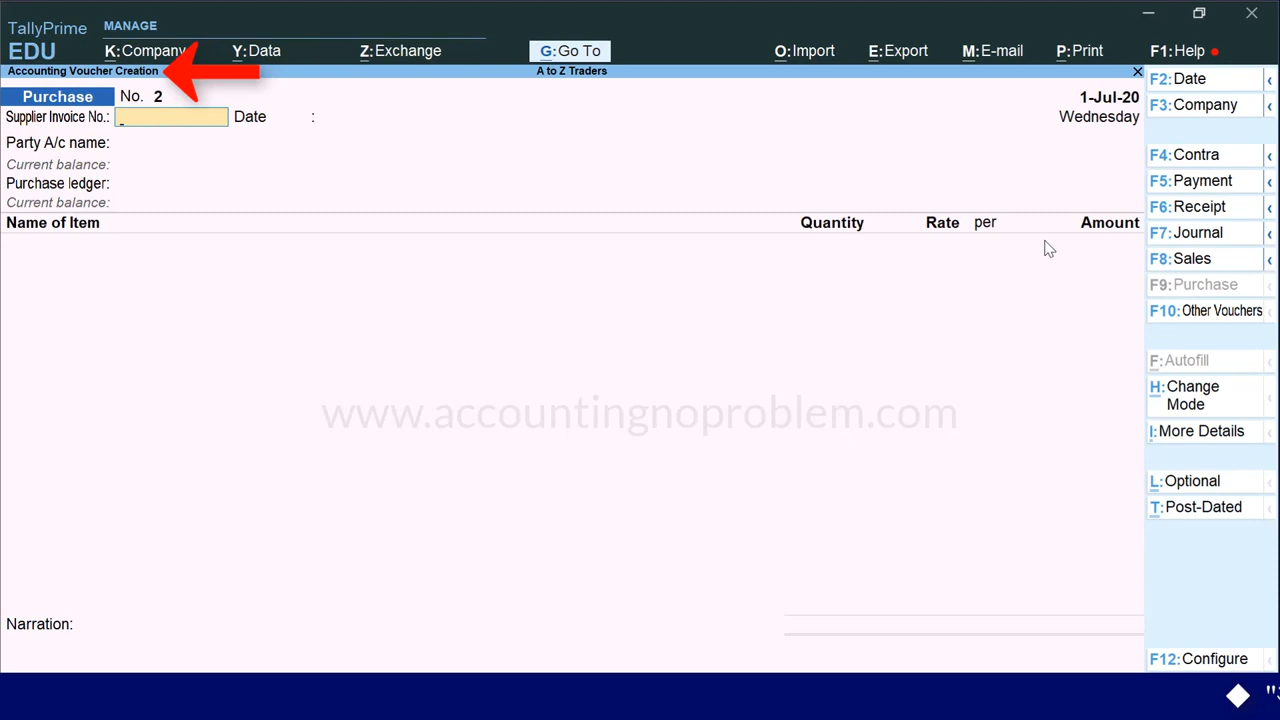 TallyPrime
EDU
MANAGE
K:Company Y:Data Z:Exchange G:Go To O:Import E:Export M:E-mail P:Print F1:Help
Accounting Voucher Creation A to Z Traders
Purchase No. 2 1-Jul-20
Supplier Invoice No.: Date : Wednesday
Party A/c name:
Current balance:
Purchase ledger:
Current balance:
Name of Item Quantity Rate per Amount
www.accountingnoproblem.com
Narration:
F2:Date
F3:Company
F4:Contra
F5:Payment
F6:Receipt
F7:Journal
F8:Sales
F9:Purchase
F10:Other Vouchers
F:Autofill
H:Change
Mode
I:More Details
L:Optional
T:Post-Dated
F12:Configure